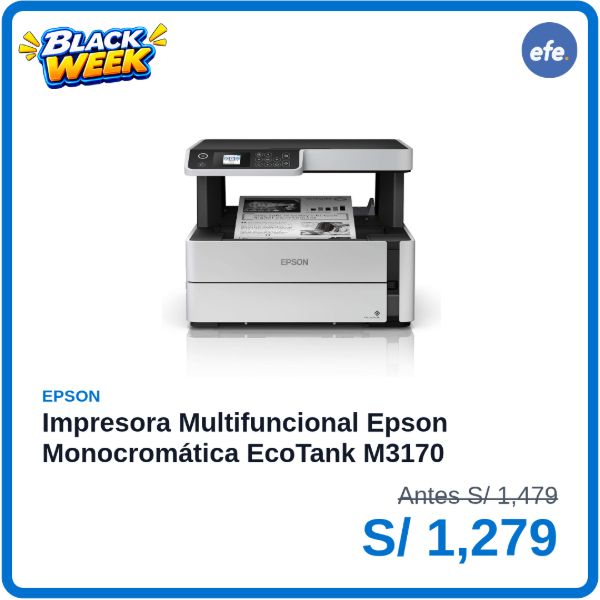 BLACK
WEEK
efe.
EPSON
EPSON
Impresora Multifuncional Epson
Monocromática EcoTank M3170
Antes S/ 1,479
S/ 1,279